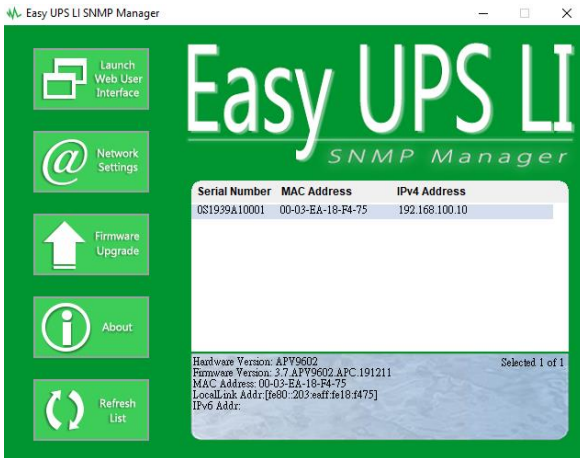 Easy UPS LI SNMP Manager
Launch
Web User
Interface
Network
Settings
Firmware
Upgrade
About
Refresh
List
Easy UPS LI
SNMP Manager
Serial Number MAC Address IPv4 Address
0S1939A10001 00-03-EA-18-F4-75 192.168.100.10
Hardware Version: APV9602
Selected 1 of 1
Firmware Version: 3.7.APV9602.APC.191211
MAC Address: 00-03-EA-18-F4-75
LocalLink Addr:[fe80::203:eaff:fe18:f475]
IPv6 Addr: